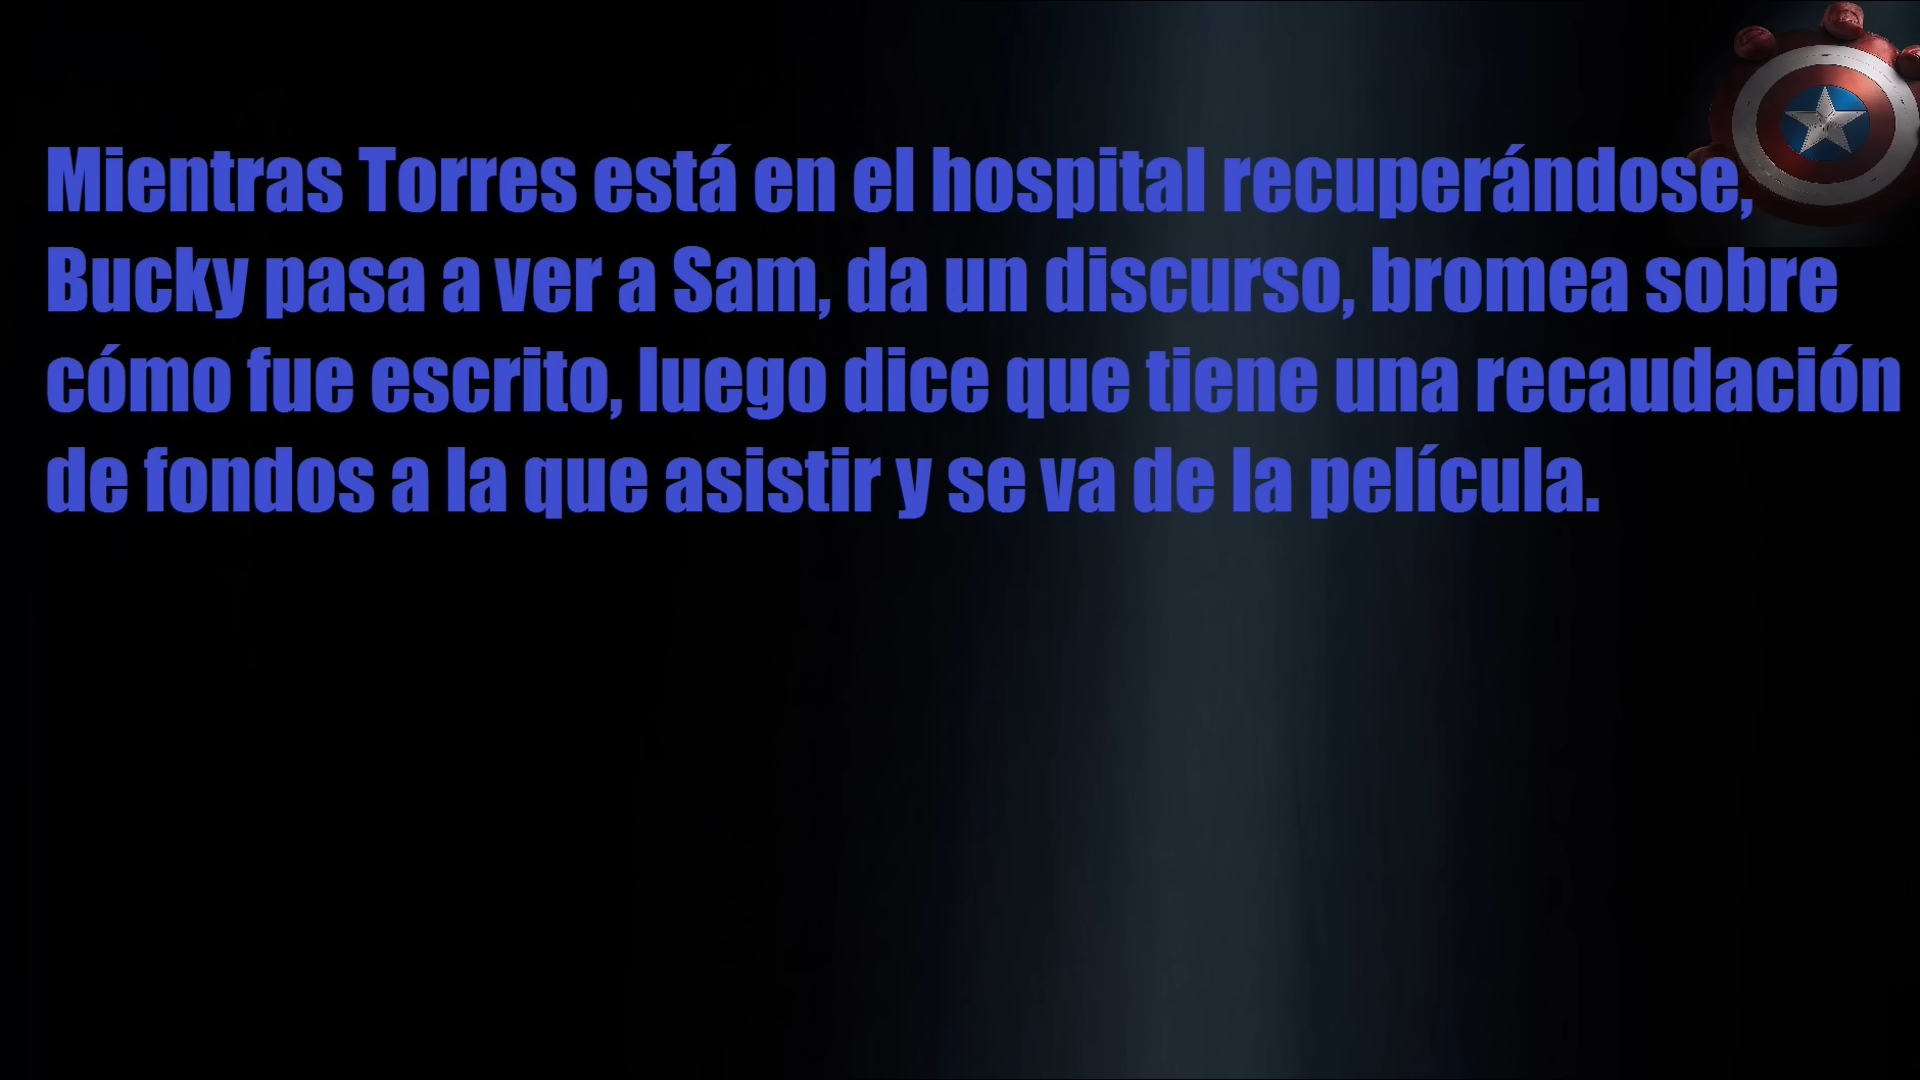 Mientras Torres está en el hospital recuperándose,
Bucky pasa a ver a Sam, da un discurso, bromea sobre
cómo fue escrito, luego dice que tiene una recaudación
de fondos a la que asistir y se va de la película.